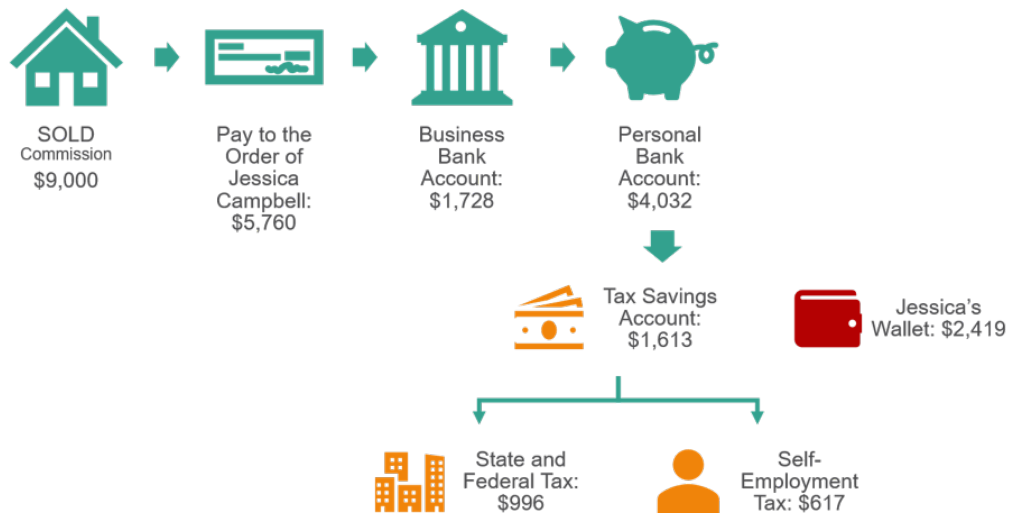 SOLD
Commission
$9,000
Pay to the
Order of
Jessica
Campbell:
$5,760
Business
Bank
Account:
$1,728
Personal
Bank
Account:
$4,032
Tax Savings
Account:
$1,613
Jessica’s
Wallet: $2,419
State and
Federal Tax:
$996
Self-
Employment
Tax: $617